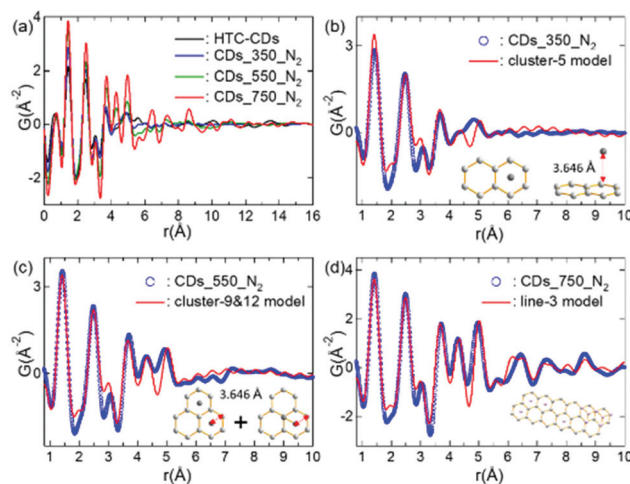 (a)
: HTC-CDs
: CDs_350_N₂
: CDs_550_N₂
: CDs_750_N₂
G(Å⁻²)
4
2
0
-2
0 2 4 6 8 10 12 14 16
r(Å)
(b)
: CDs_350_N₂
: cluster-5 model
3.646 Å
G(Å⁻²)
3
0
1 2 3 4 5 6 7 8 9 10
r(Å)
(c)
: CDs_550_N₂
: cluster-9&12 model
3.646 Å
+
G(Å⁻²)
3
0
1 2 3 4 5 6 7 8 9 10
r(Å)
(d)
: CDs_750_N₂
: line-3 model
G(Å⁻²)
4
2
0
-2
1 2 3 4 5 6 7 8 9 10
r(Å)